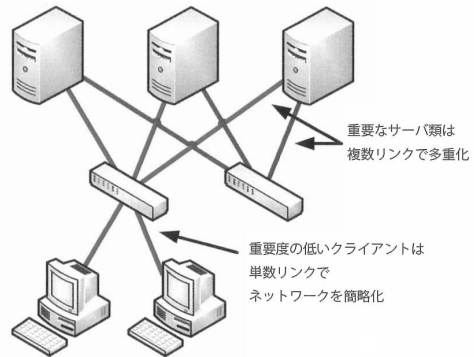 重要なサーバ類は
複数リンクで多重化
重要度の低いクライアントは
単数リンクで
ネットワークを簡略化